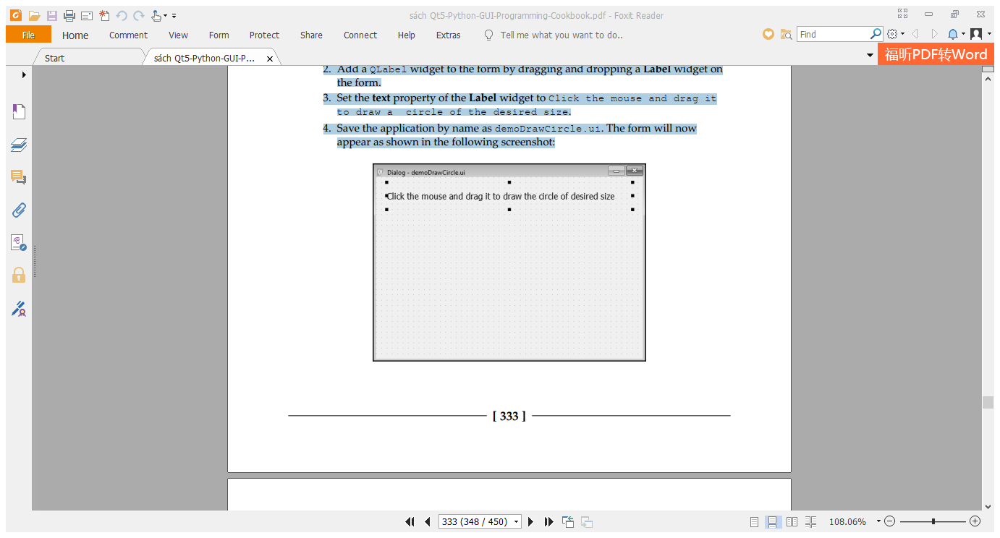 sách Qt5-Python-GUI-Programming-Cookbook.pdf - Foxit Reader
File Home Comment View Form Protect Share Connect Help Extras Tell me what you want to do.. Find
Start sách Qt5-Python-GUI-P... 福昕PDF转Word
2. Add a QLabel widget to the form by dragging and dropping a Label widget on
the form.
3. Set the text property of the Label widget to Click the mouse and drag it
to draw a circle of the desired size.
4. Save the application by name as demoDrawCircle.ui. The form will now
appear as shown in the following screenshot:
Dialog - demoDrawCircle.ui
Click the mouse and drag it to draw the circle of desired size
[ 333 ]
333 (348 / 450) 108.06%